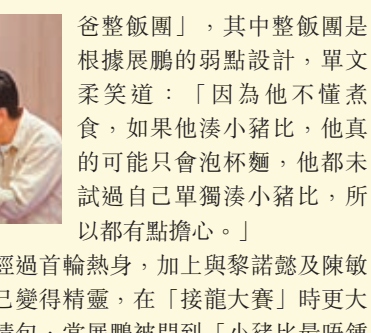 爸整飯團」，其中整飯團是
根據展鵬的弱點設計，單文
柔笑道：「因為他不懂煮
食，如果他湊小豬比，他真
的可能只會泡杯麵，他都未
試過自己單獨湊小豬比，所
以都有點擔心。」
經過首輪熱身，加上與黎諾懿及陳敏
已變得精靈，在「接龍大賽」時更大
情句，當展鵬被問到「小豬比是唔鍾